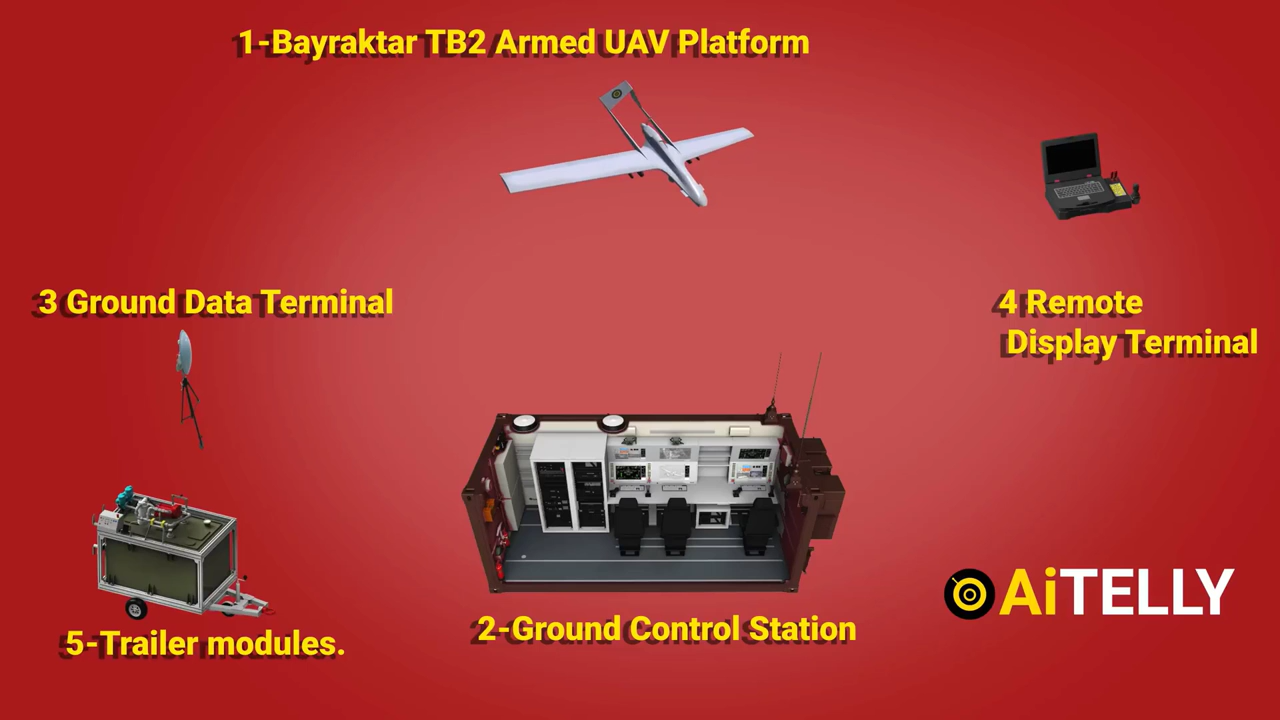 1-Bayraktar TB2 Armed UAV Platform
3 Ground Data Terminal
4 Remote
Display Terminal
5-Trailer modules.
2-Ground Control Station
AiTELLY